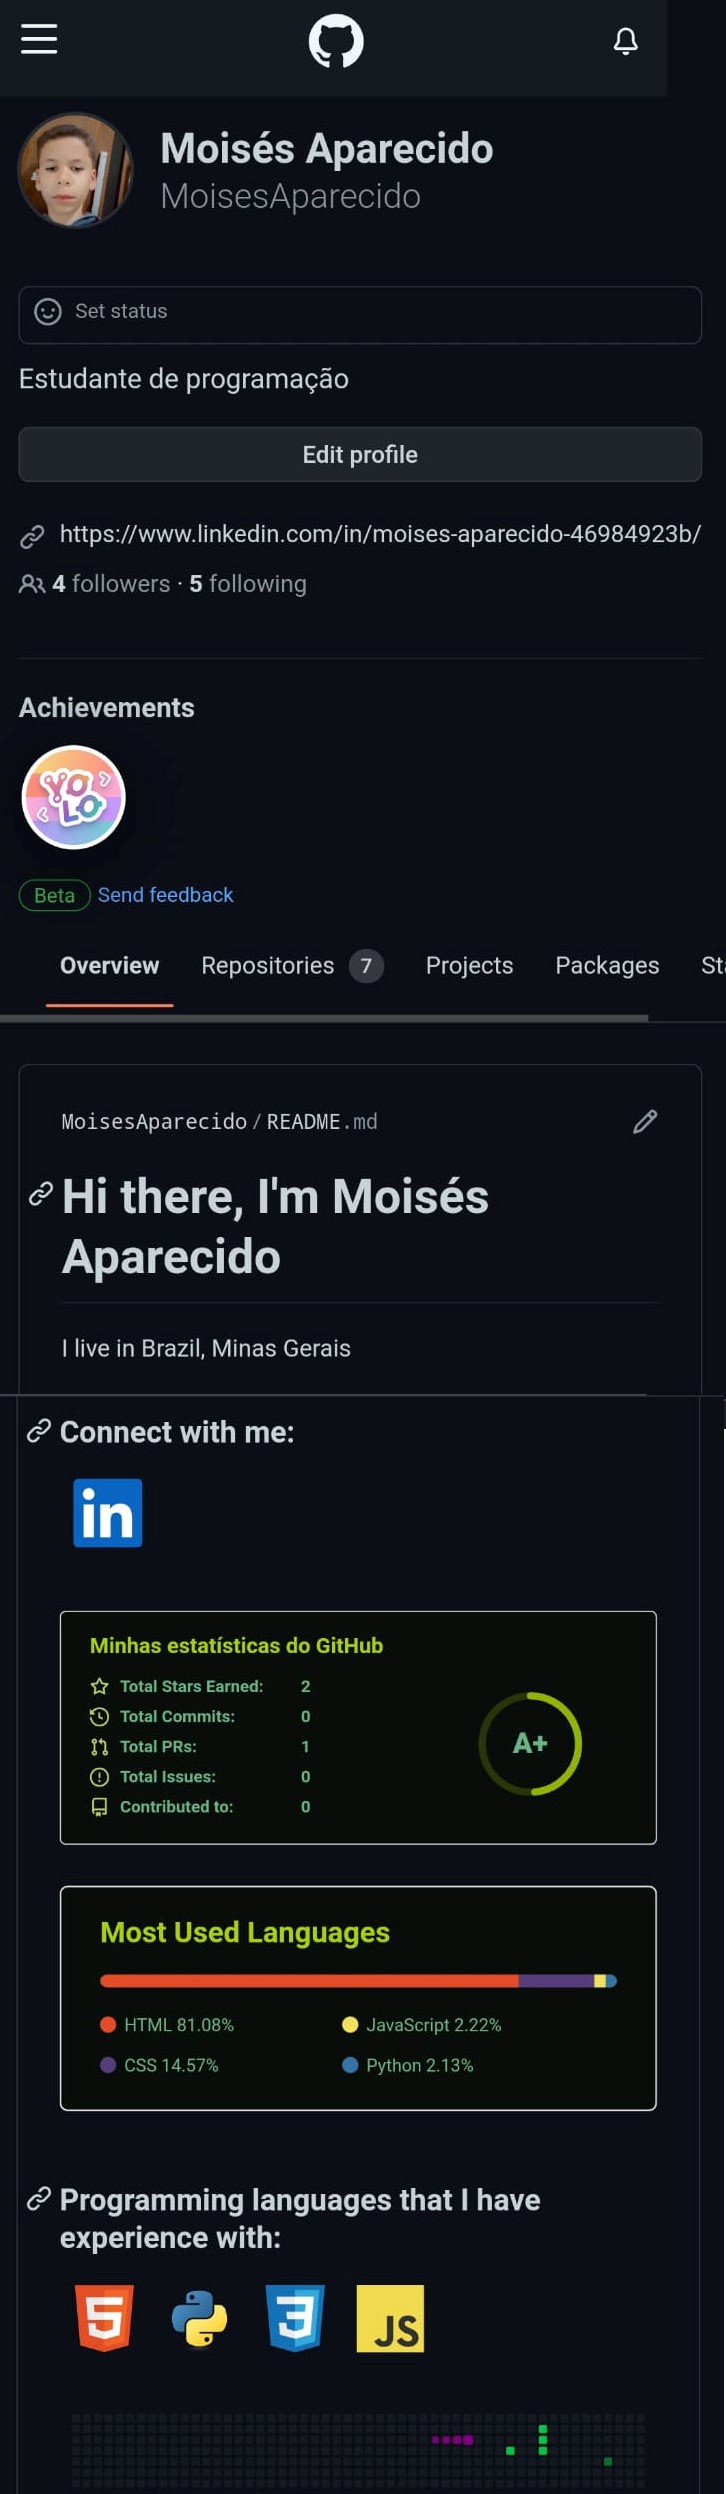 Moisés Aparecido
MoisesAparecido
Set status
Estudante de programação
Edit profile
https://www.linkedin.com/in/moises-aparecido-46984923b/
4 followers · 5 following
Achievements
YO
LO
Beta Send feedback
Overview Repositories 7 Projects Packages St
MoisesAparecido / README.md
Hi there, I'm Moisés
Aparecido
I live in Brazil, Minas Gerais
Connect with me:
in
Minhas estatísticas do GitHub
Total Stars Earned: 2
Total Commits: 0
Total PRs: 1
Total Issues: 0
Contributed to: 0
A+
Most Used Languages
HTML 81.08% JavaScript 2.22%
CSS 14.57% Python 2.13%
Programming languages that I have
experience with:
5 3 JS